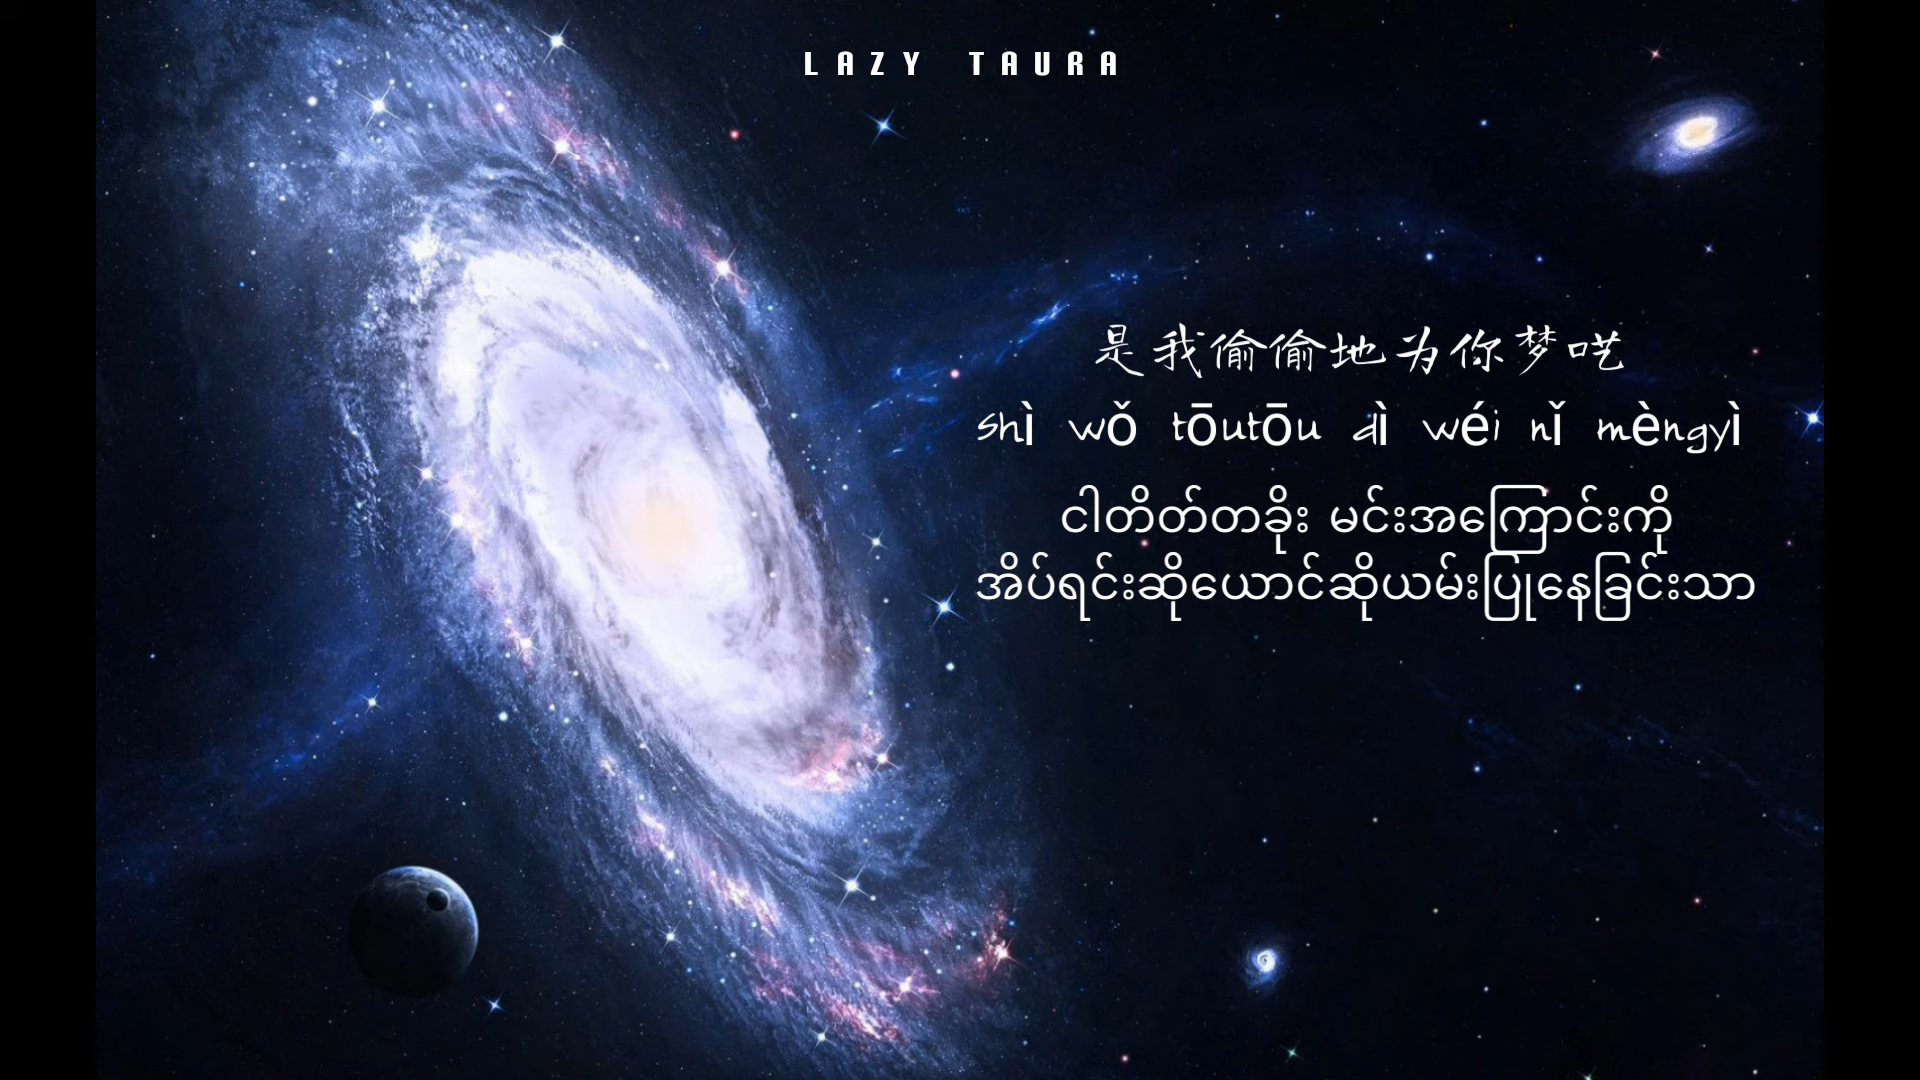 LAZY TAURA
是我偷偷地为你梦呓
shì wǒ tōutōu dì wéi nǐ mèngyì
ငါတိတ်တခိုး မင်းအကြောင်းကို
အိပ်ရင်းဆိုယောင်ဆိုယမ်းပြုနေခြင်းသာ